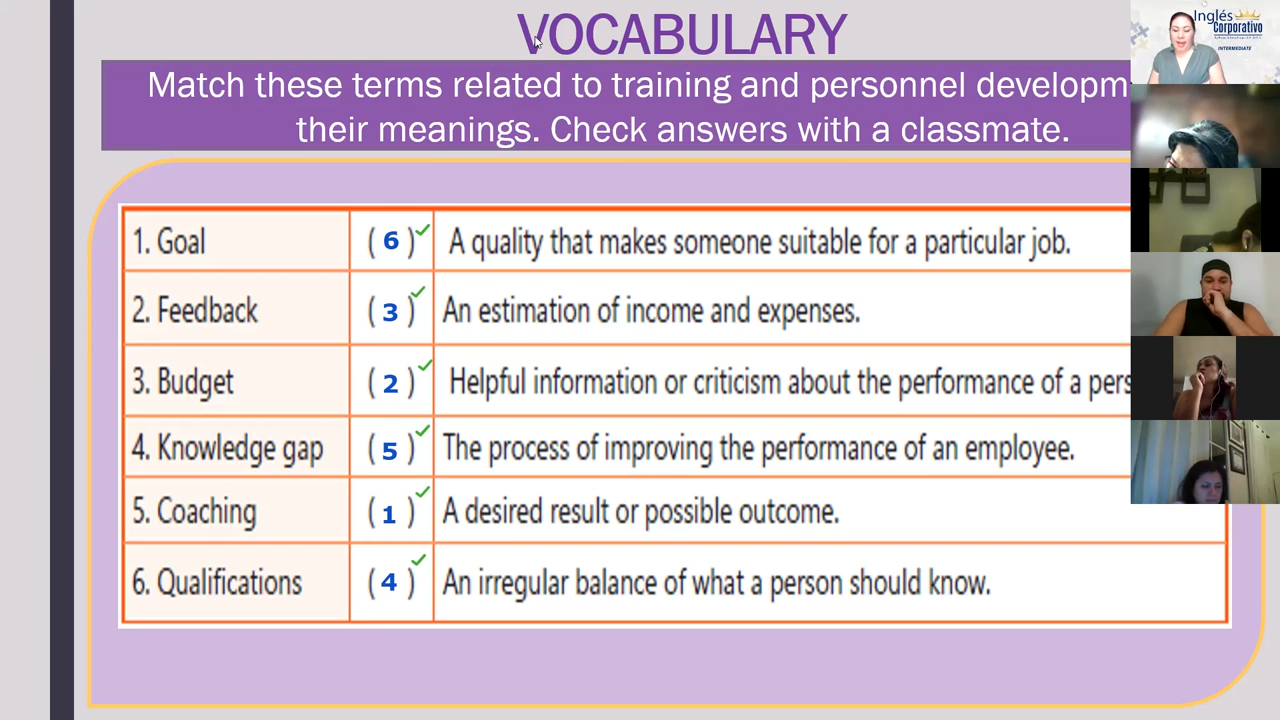 VOCABULARY
Match these terms related to training and personnel developm
their meanings. Check answers with a classmate.
1. Goal ( 6 ) A quality that makes someone suitable for a particular job.
2. Feedback ( 3 ) An estimation of income and expenses.
3. Budget ( 2 ) Helpful information or criticism about the performance of a pers
4. Knowledge gap ( 5 ) The process of improving the performance of an employee.
5. Coaching ( 1 ) A desired result or possible outcome.
6. Qualifications ( 4 ) An irregular balance of what a person should know.
Inglés
Corporativo
INTERMEDIATE